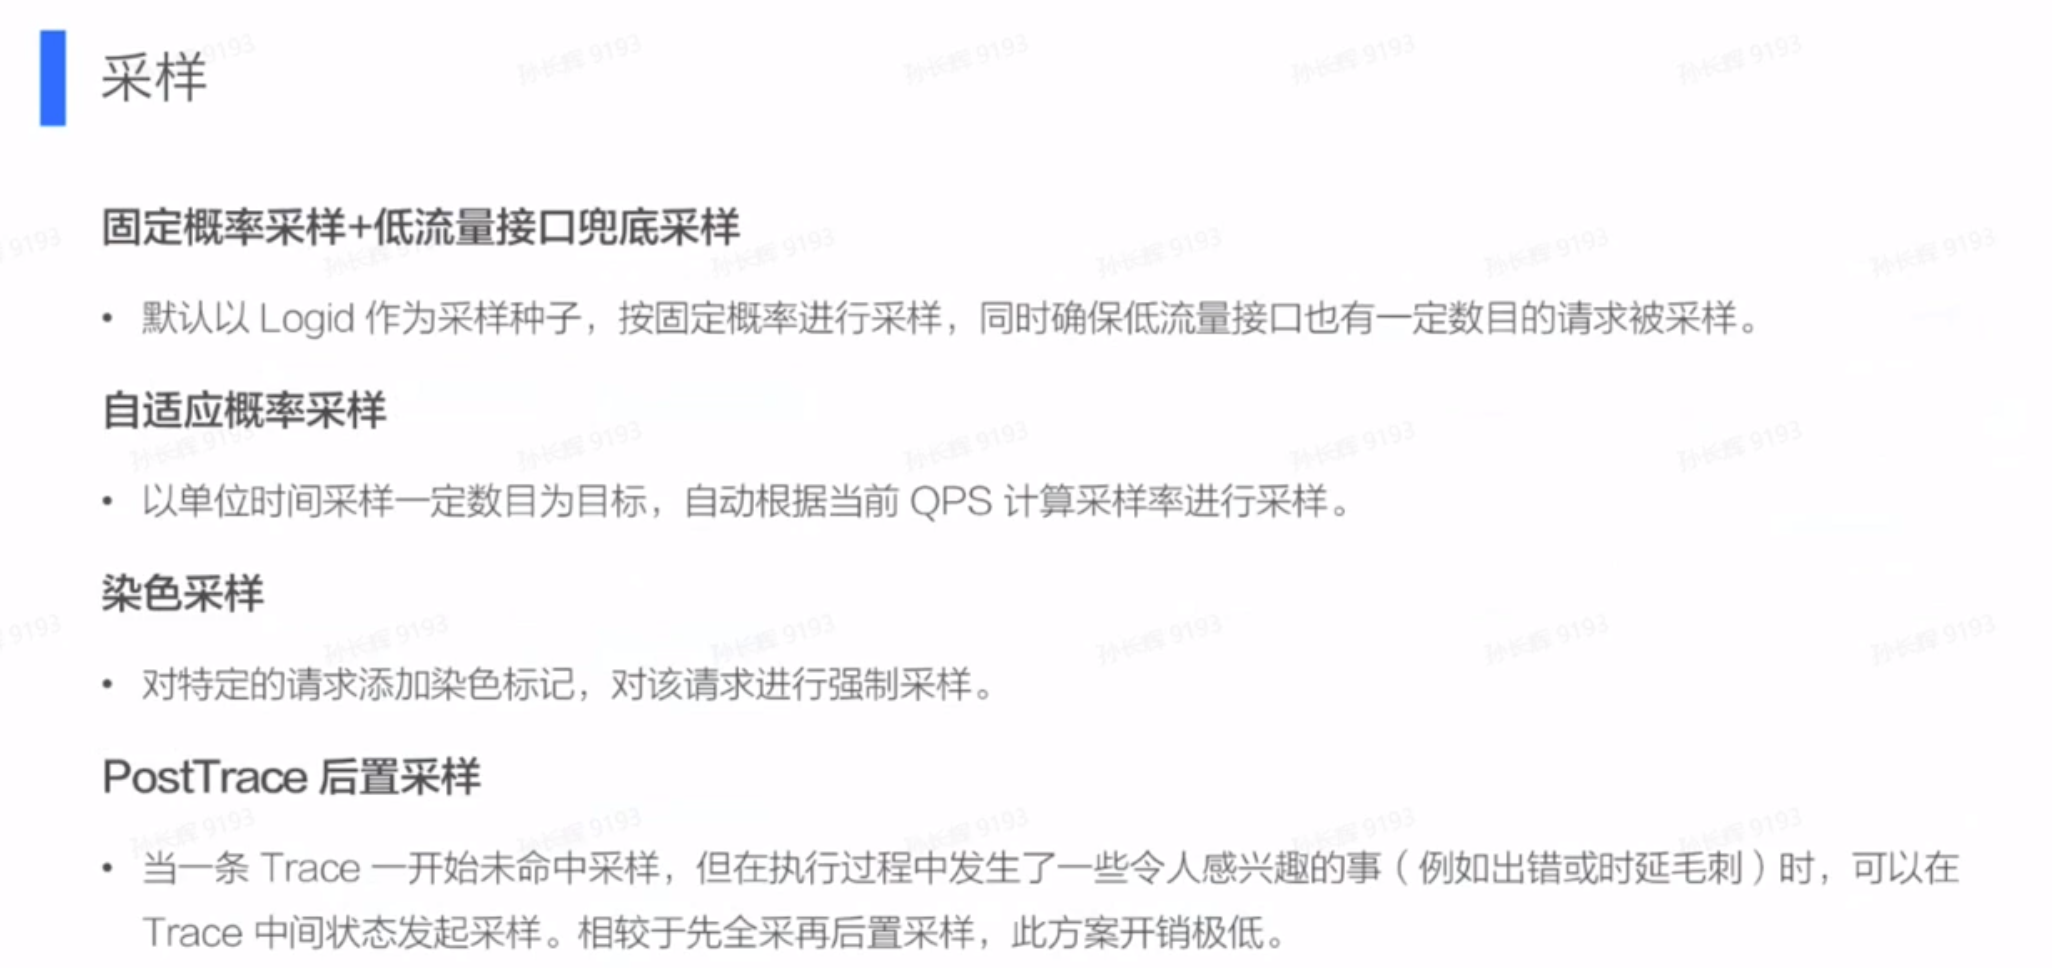 采样
固定概率采样+低流量接口兜底采样
• 默认以 Logid 作为采样种子，按固定概率进行采样，同时确保低流量接口也有一定数目的请求被采样。
自适应概率采样
• 以单位时间采样一定数目为目标，自动根据当前 QPS 计算采样率进行采样。
染色采样
• 对特定的请求添加染色标记，对该请求进行强制采样。
PostTrace 后置采样
• 当一条 Trace 一开始未命中采样，但在执行过程中发生了一些令人感兴趣的事（例如出错或时延毛刺）时，可以在
Trace 中间状态发起采样。相较于先全采再后置采样，此方案开销极低。
孙长辉 9193